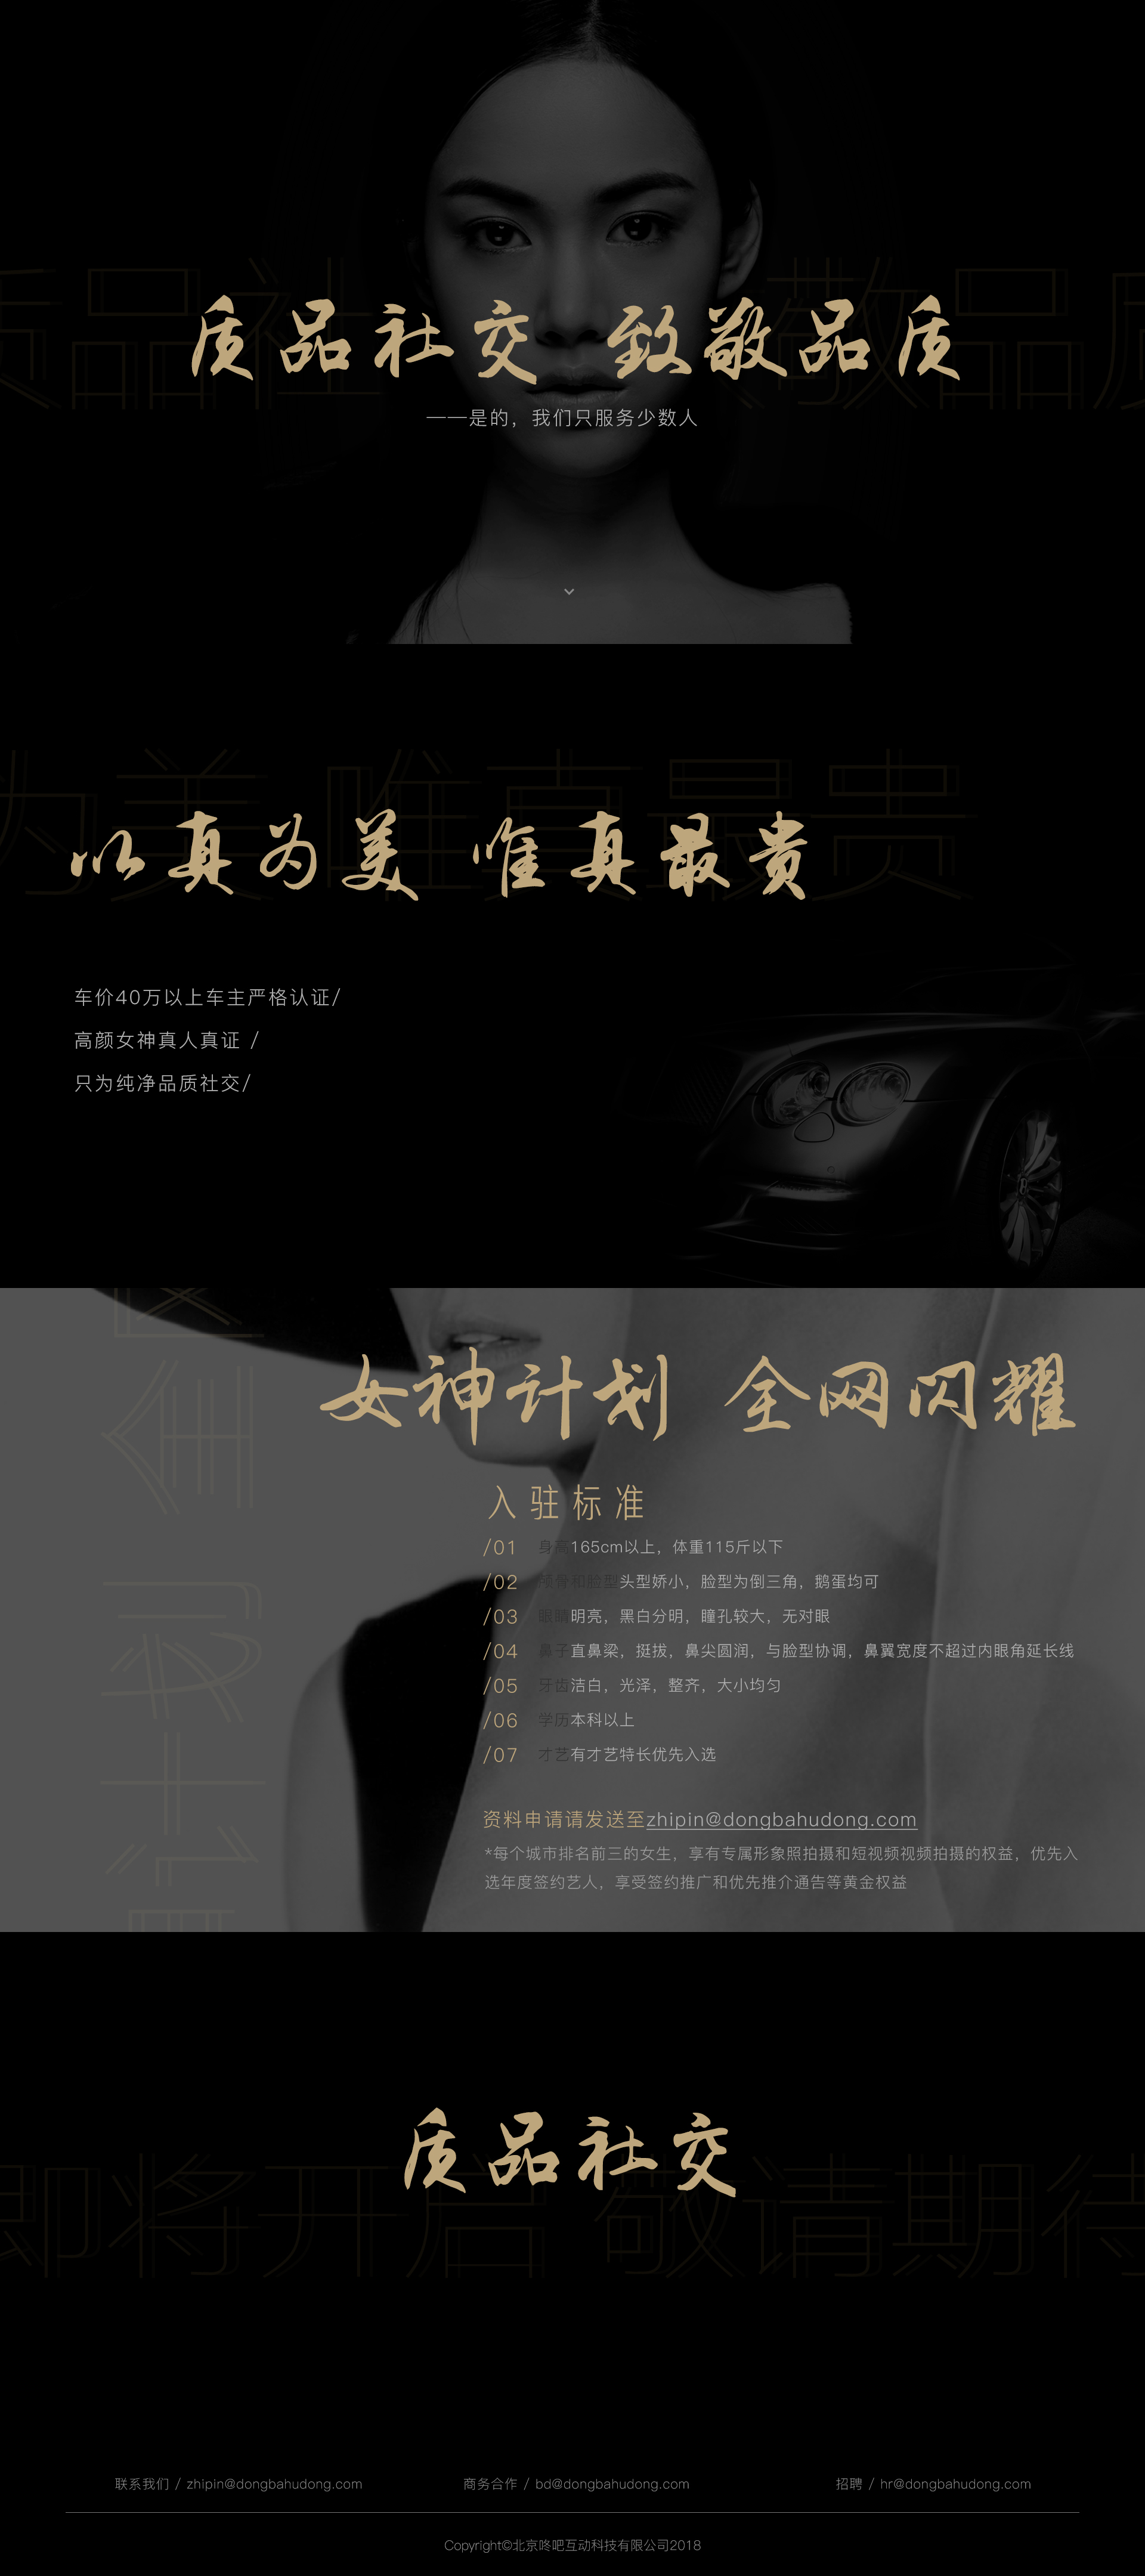 质品社交 致敬品质
——是的，我们只服务少数人
以真为美 唯真最贵
车价40万以上车主严格认证/
高颜女神真人真证 /
只为纯净品质社交/
女神计划 全网闪耀
入驻标准
/01 身高165cm以上，体重115斤以下
/02 颅骨和脸型头型娇小，脸型为倒三角，鹅蛋均可
/03 眼睛明亮，黑白分明，瞳孔较大，无对眼
/04 鼻子直鼻梁，挺拔，鼻尖圆润，与脸型协调，鼻翼宽度不超过内眼角延长线
/05 牙齿洁白，光泽，整齐，大小均匀
/06 学历本科以上
/07 才艺有才艺特长优先入选
资料申请请发送至zhipin@dongbahudong.com
*每个城市排名前三的女生，享有专属形象照拍摄和短视频视频拍摄的权益，优先入
选年度签约艺人，享受签约推广和优先推介通告等黄金权益
质品社交
即将开启 敬请期待
联系我们 / zhipin@dongbahudong.com
商务合作 / bd@dongbahudong.com
招聘 / hr@dongbahudong.com
Copyright©北京咚吧互动科技有限公司2018